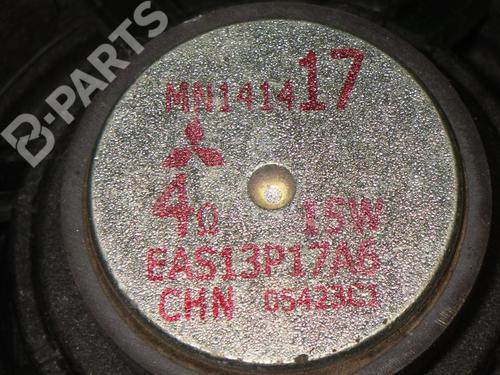 B-PARTS
MN141417
4Ω 15W
EAS13P17A6
CHN 05423C1